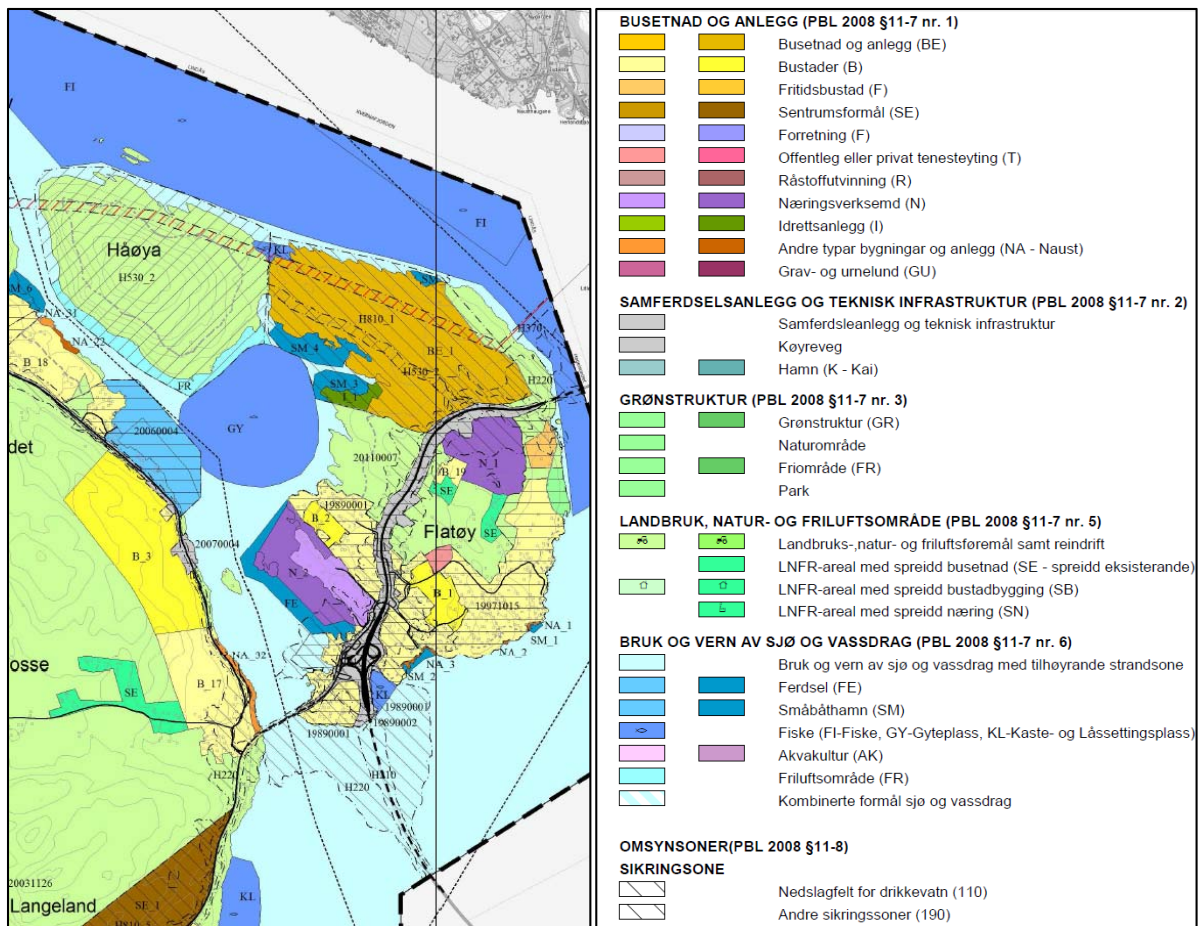 FI
FI
FI
Håøya
H530_2
KL
SM_5
H810_1
H370
M_6
NA_31
NA_22
SM_4
BE_1
H530_2
B_18
FR
SM_3
I_1
H220
GY
20060004
det
20110007
N_1
B_19
SE
19890001
B_2
SE
Flatøy
20070004
B_3
N_2
FE
B_1
19971015
NA_1
SM_1
NA_2
NA_3
SM_2
NA_32
osse
SE
B_17
KL
19890001
19890002
19890001
H220
H210
H220
20031126
SE_1
KL
Langeland
H810_5
BUSETNAD OG ANLEGG (PBL 2008 §11-7 nr. 1)
Busetnad og anlegg (BE)
Bustader (B)
Fritidsbustad (F)
Sentrumsformål (SE)
Forretning (F)
Offentleg eller privat tenesteyting (T)
Råstoffutvinning (R)
Næringsverksemd (N)
Idrettsanlegg (I)
Andre typar bygningar og anlegg (NA - Naust)
Grav- og urnelund (GU)
SAMFERDSELSANLEGG OG TEKNISK INFRASTRUKTUR (PBL 2008 §11-7 nr. 2)
Samferdsleanlegg og teknisk infrastruktur
Køyreveg
Hamn (K - Kai)
GRØNSTRUKTUR (PBL 2008 §11-7 nr. 3)
Grønstruktur (GR)
Naturområde
Friområde (FR)
Park
LANDBRUK, NATUR- OG FRILUFTSOMRÅDE (PBL 2008 §11-7 nr. 5)
Landbruks-,natur- og friluftsføremål samt reindrift
LNFR-areal med spreidd busetnad (SE - spreidd eksisterande)
LNFR-areal med spreidd bustadbygging (SB)
LNFR-areal med spreidd næring (SN)
BRUK OG VERN AV SJØ OG VASSDRAG (PBL 2008 §11-7 nr. 6)
Bruk og vern av sjø og vassdrag med tilhøyrande strandsone
Ferdsel (FE)
Småbåthamn (SM)
Fiske (FI-Fiske, GY-Gyteplass, KL-Kaste- og Låssettingsplass)
Akvakultur (AK)
Friluftsområde (FR)
Kombinerte formål sjø og vassdrag
OMSYNSONER(PBL 2008 §11-8)
SIKRINGSONE
Nedslagfelt for drikkevatn (110)
Andre sikringssoner (190)